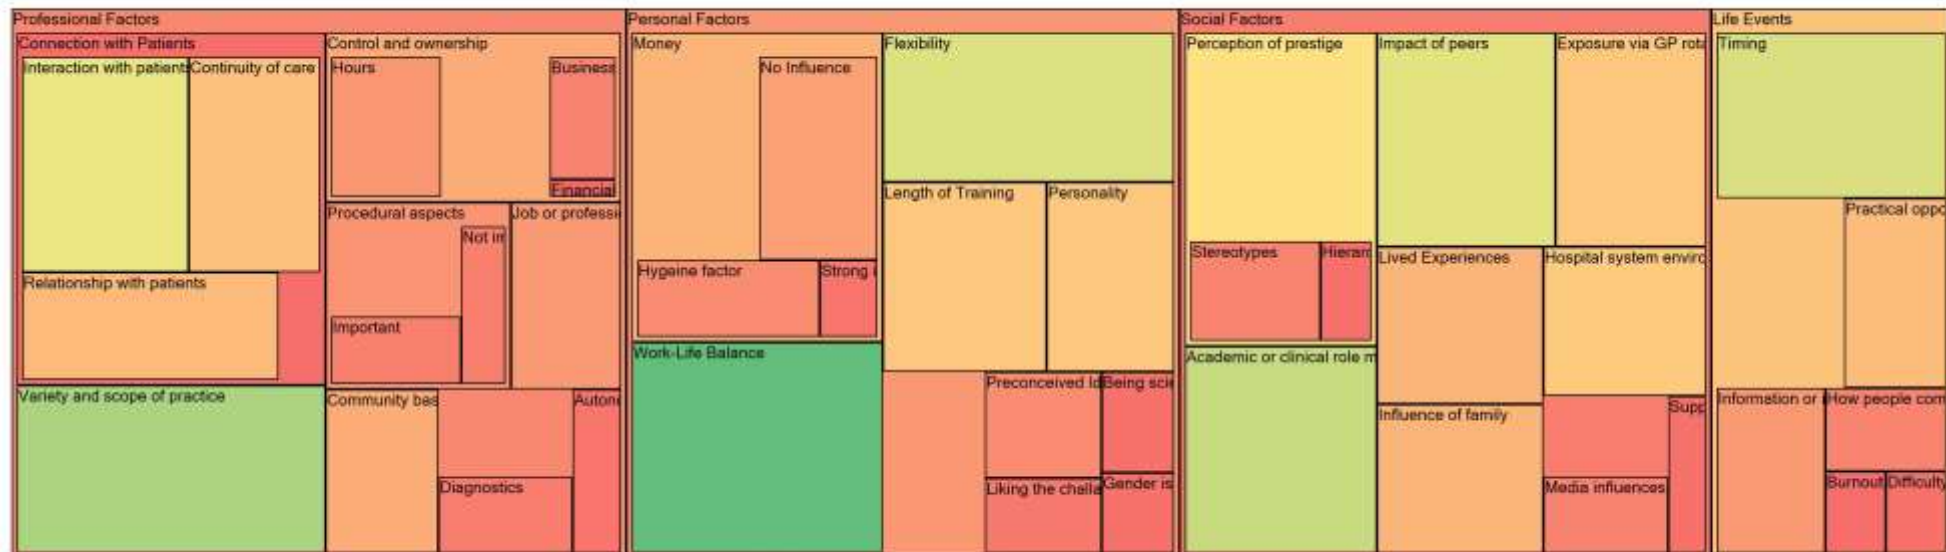 Professional Factors
Connection with Patients
Interaction with patient
Continuity of care
Relationship with patients
Variety and scope of practice
Control and ownership
Hours
Business
Financial
Procedural aspects
Not in
Important
Job or professi
Community bas
Diagnostics
Autono
Personal Factors
Money
No Influence
Hygeine factor
Strong i
Work-Life Balance
Flexibility
Length of Training
Personality
Preconceived Id
Being scie
Liking the challa
Gender is
Social Factors
Perception of prestige
Stereotypes
Hierarc
Academic or clinical role m
Impact of peers
Exposure via GP rota
Lived Experiences
Hospital system enviro
Influence of family
Media influences
Supp
Life Events
Timing
Practical oppo
Information or
How people com
Burnout
Difficulty